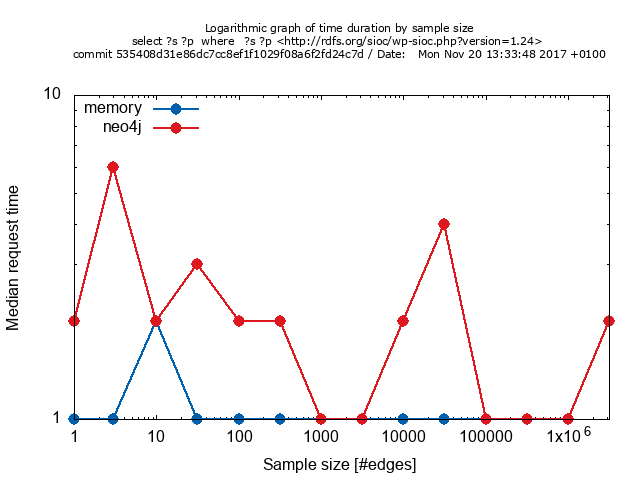 Logarithmic graph of time duration by sample size
select ?s ?p where ?s ?p <http://rdfs.org/sioc/wp-sioc.php?version=1.24>
commit 535408d31e86dc7cc8ef1f1029f08a6f2fd24c7d / Date: Mon Nov 20 13:33:48 2017 +0100
10
memory
neo4j
Median request time
1
1 10 100 1000 10000 100000 1x10^6
Sample size [#edges]